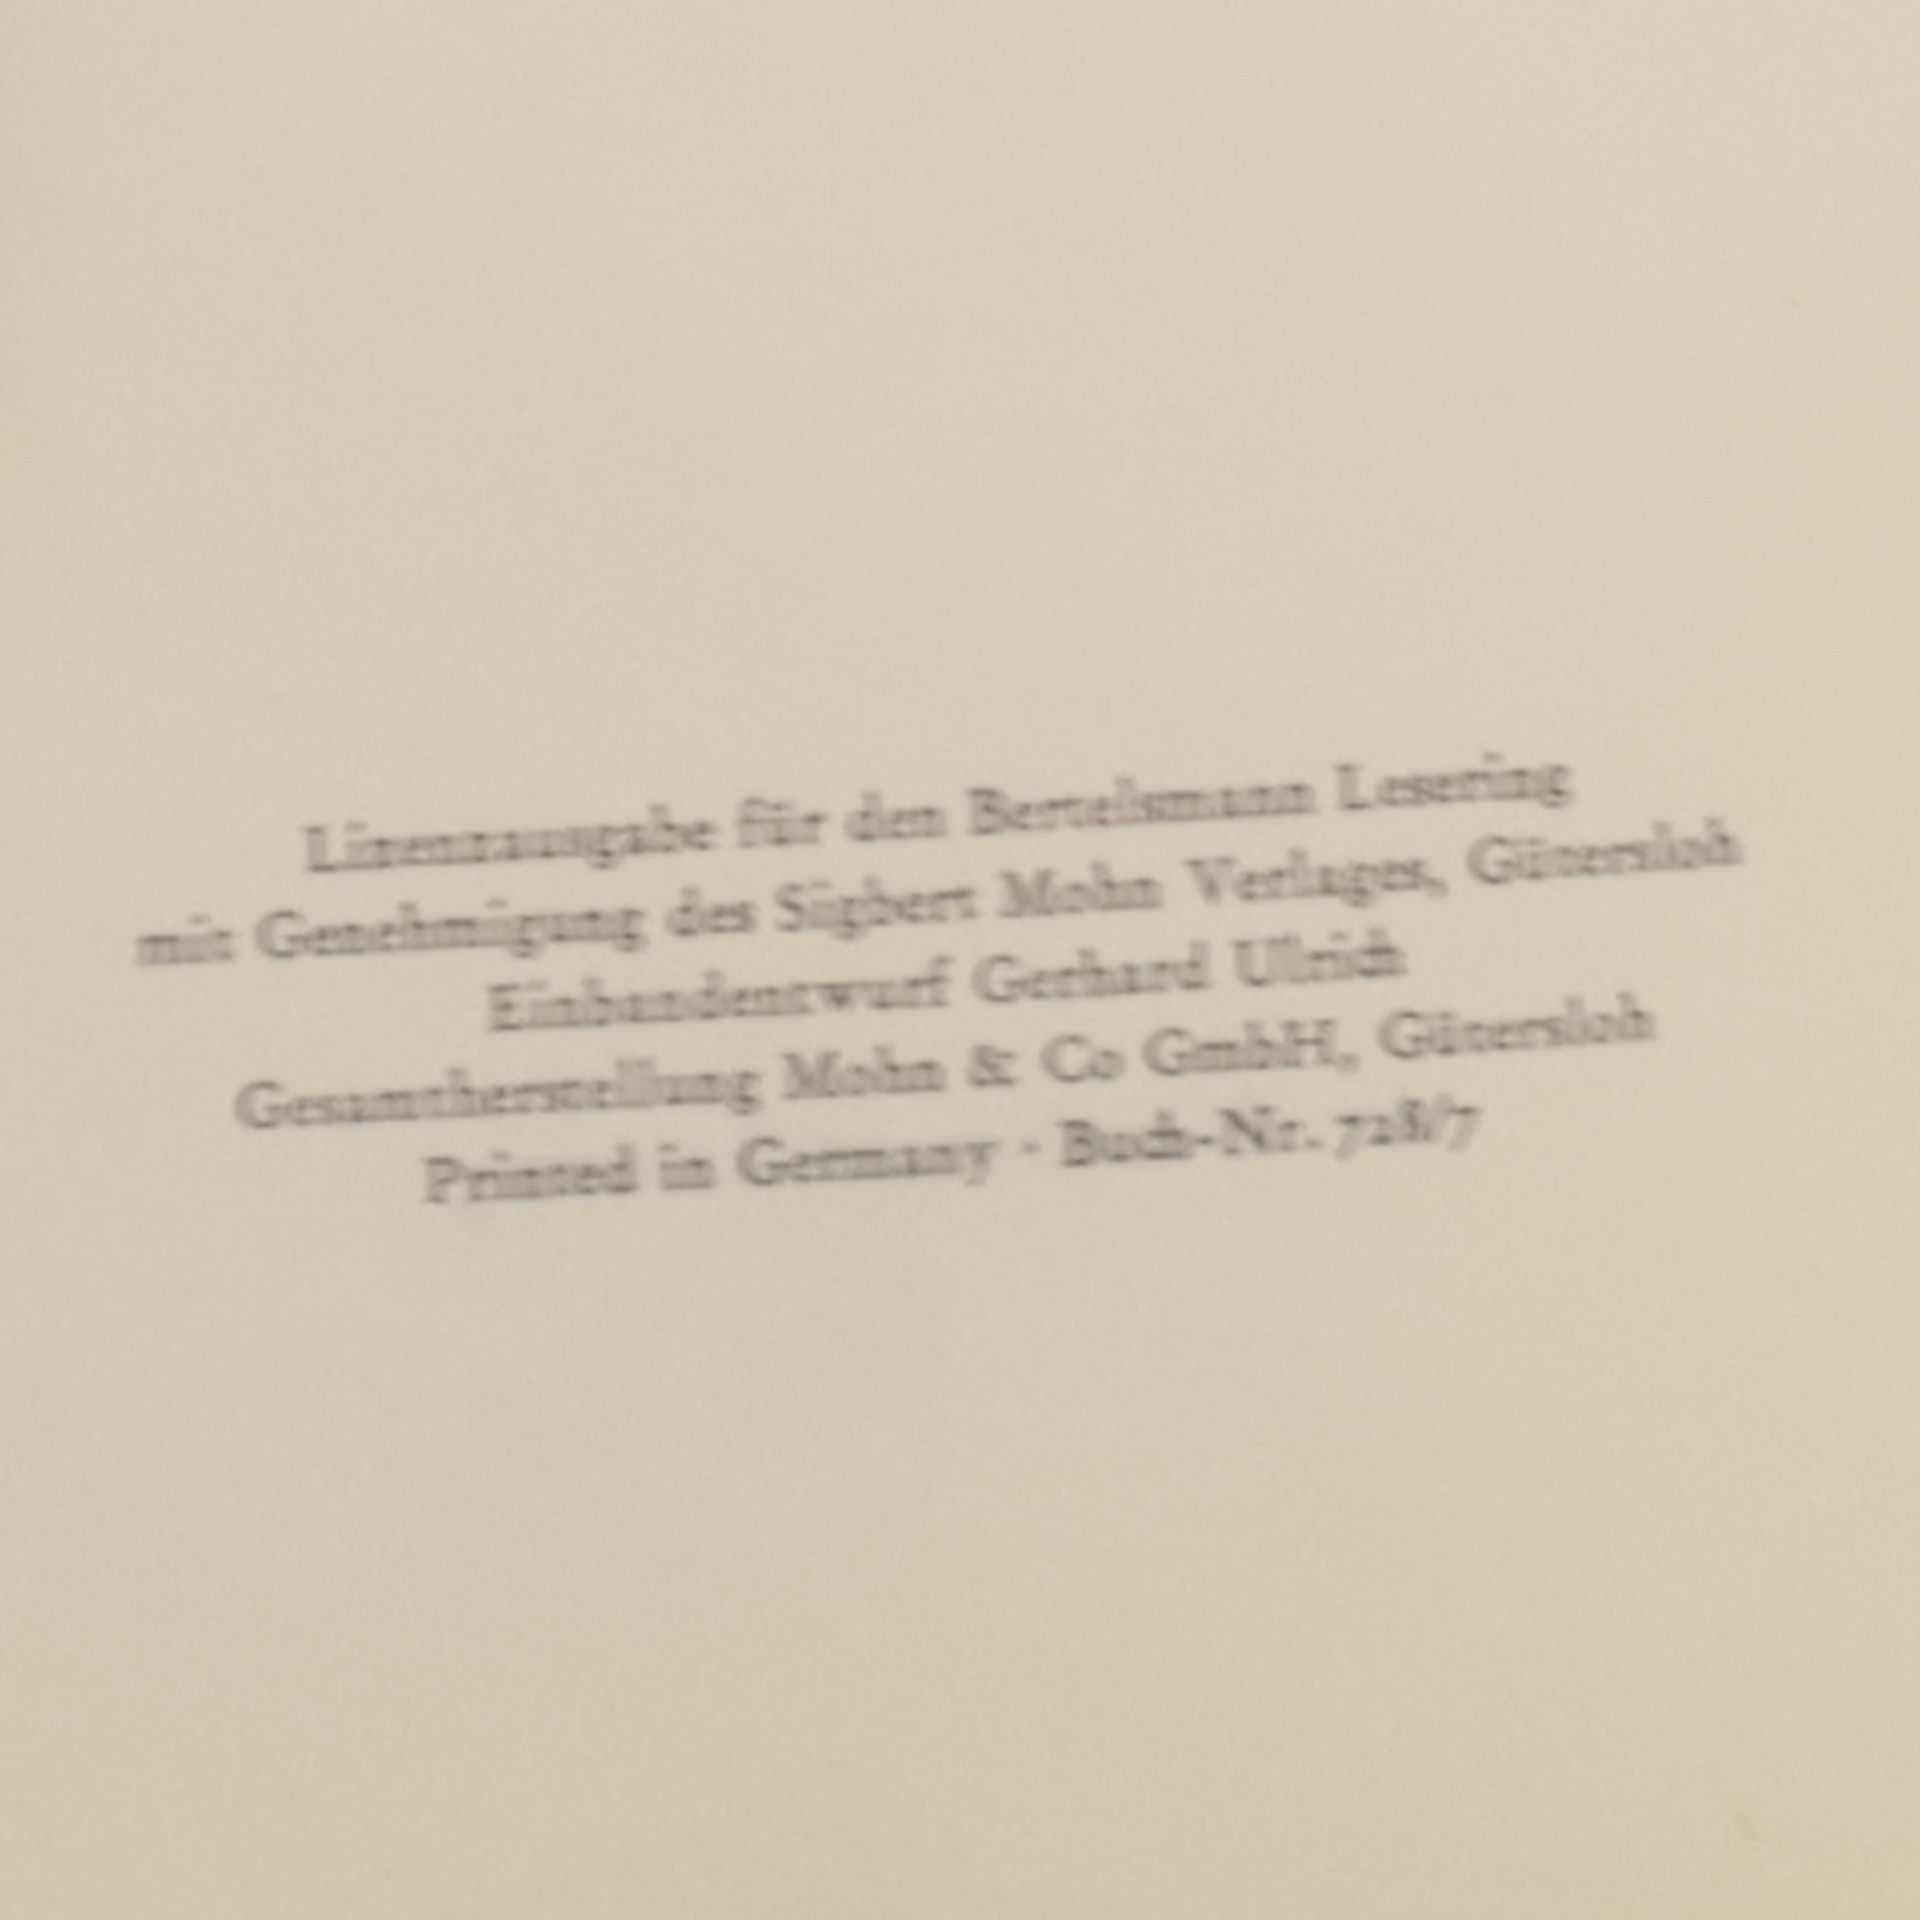 Lizenzausgabe für den Bertelsmann Lesering
mit Genehmigung des Sigbert Mohn Verlages, Gütersloh
Einbandentwurf Gerhard Ulrich
Gesamtherstellung Mohn & Co GmbH, Gütersloh
Printed in Germany · Buch-Nr. 728/7